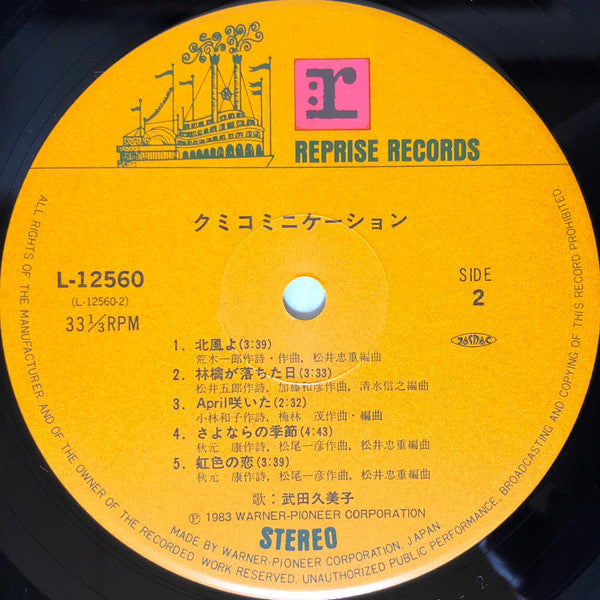 r
REPRISE RECORDS
クミコミニケーション
L-12560
(L-12560-2)
33 1/3 RPM
SIDE
2
JASRAC
1. 北風よ(3:39)
荒木一郎作詩・作曲, 松井忠重編曲
2. 林檎が落ちた日(3:33)
松井五郎作詩, 加藤和彦作曲, 清水信之編曲
3. April咲いた(2:32)
小林和子作詩, 梅林 茂作曲・編曲
4. さよならの季節(4:43)
秋元 康作詩, 松尾一彦作曲, 松井忠重編曲
5. 虹色の恋(3:39)
秋元 康作詩, 松尾一彦作曲, 松井忠重編曲
歌：武田久美子
Ⓟ 1983 WARNER-PIONEER CORPORATION
STEREO
MADE BY WARNER-PIONEER CORPORATION, JAPAN.
ALL RIGHTS OF THE MANUFACTURER AND OF THE OWNER OF THE RECORDED WORK RESERVED. UNAUTHORIZED PUBLIC PERFORMANCE, BROADCASTING AND COPYING OF THIS RECORD PROHIBITED